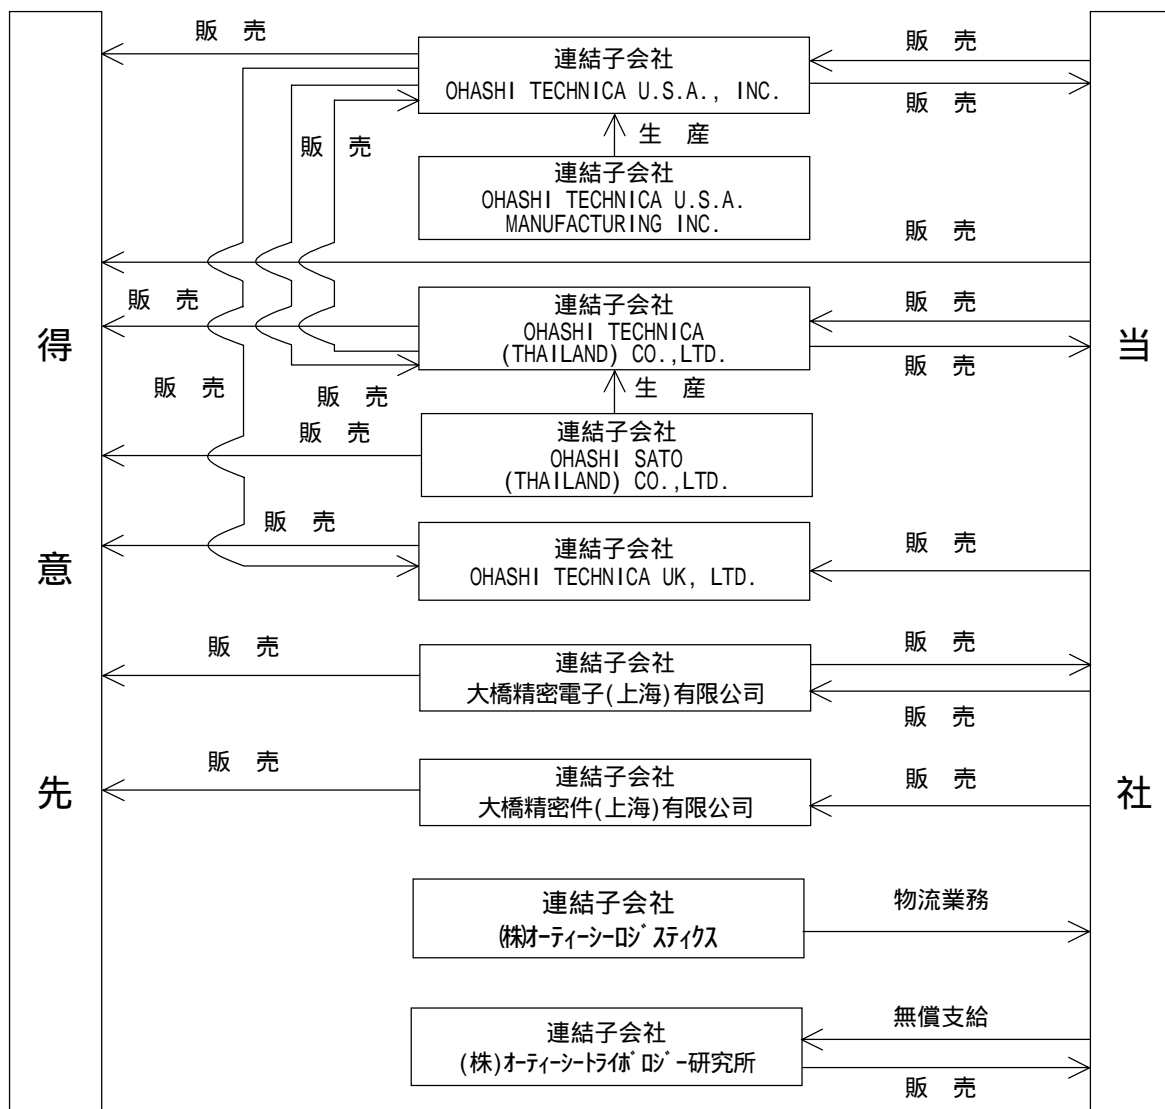 販 売
連結子会社
OHASHI TECHNICA U.S.A., INC.
販 売
販 売
販 売
生 産
連結子会社
OHASHI TECHNICA U.S.A.
MANUFACTURING INC.
販 売
販 売
連結子会社
OHASHI TECHNICA
(THAILAND) CO.,LTD.
販 売
販 売
販 売
販 売
生 産
販 売
連結子会社
OHASHI SATO
(THAILAND) CO.,LTD.
販 売
連結子会社
OHASHI TECHNICA UK, LTD.
販 売
販 売
連結子会社
大橋精密電子(上海)有限公司
販 売
販 売
販 売
連結子会社
大橋精密件(上海)有限公司
販 売
連結子会社
㈱オーティーシーロジスティクス
物流業務
連結子会社
(株)オーティーシートライボロジー研究所
無償支給
販 売
得
意
先
当
社